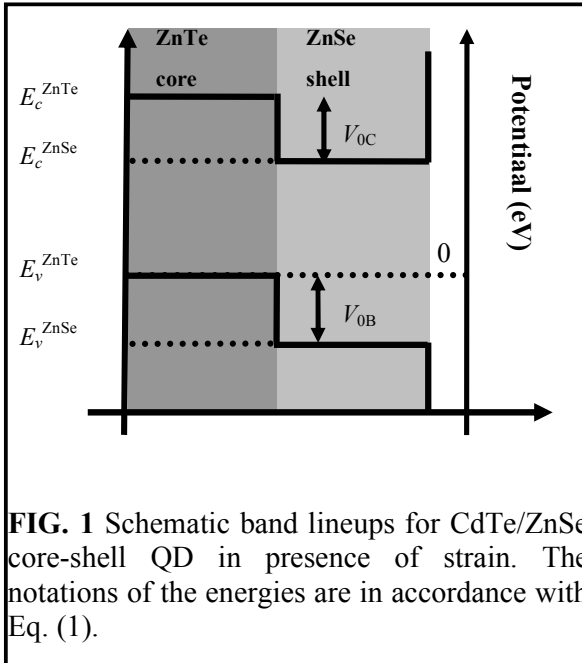 ZnTe ZnSe
core shell
E_c^ZnTe
V_0C
E_c^ZnSe
Potentiaal (eV)
E_v^ZnTe
0
V_0B
E_v^ZnSe
FIG. 1 Schematic band lineups for CdTe/ZnSe
core-shell QD in presence of strain. The
notations of the energies are in accordance with
Eq. (1).